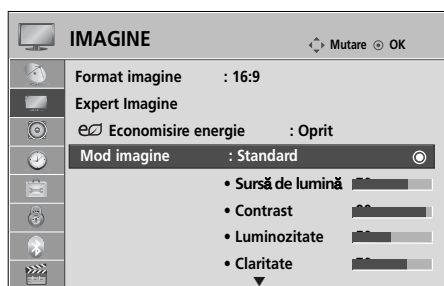 IMAGINE
Mutare OK
Format imagine : 16:9
Expert Imagine
Economisire energie : Oprit
Mod imagine : Standard
• Sursă de lumină
• Contrast
• Luminozitate
• Claritate